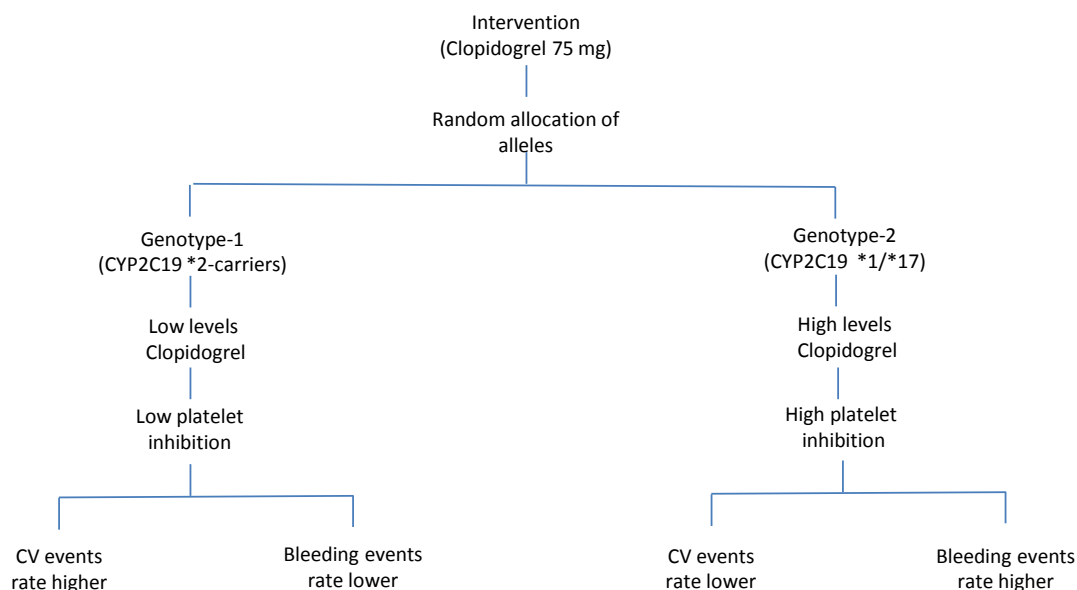 Intervention
(Clopidogrel 75 mg)
Random allocation of
alleles
Genotype-1
(CYP2C19 *2-carriers)
Genotype-2
(CYP2C19 *1/*17)
Low levels
Clopidogrel
High levels
Clopidogrel
Low platelet
inhibition
High platelet
inhibition
CV events
rate higher
Bleeding events
rate lower
CV events
rate lower
Bleeding events
rate higher